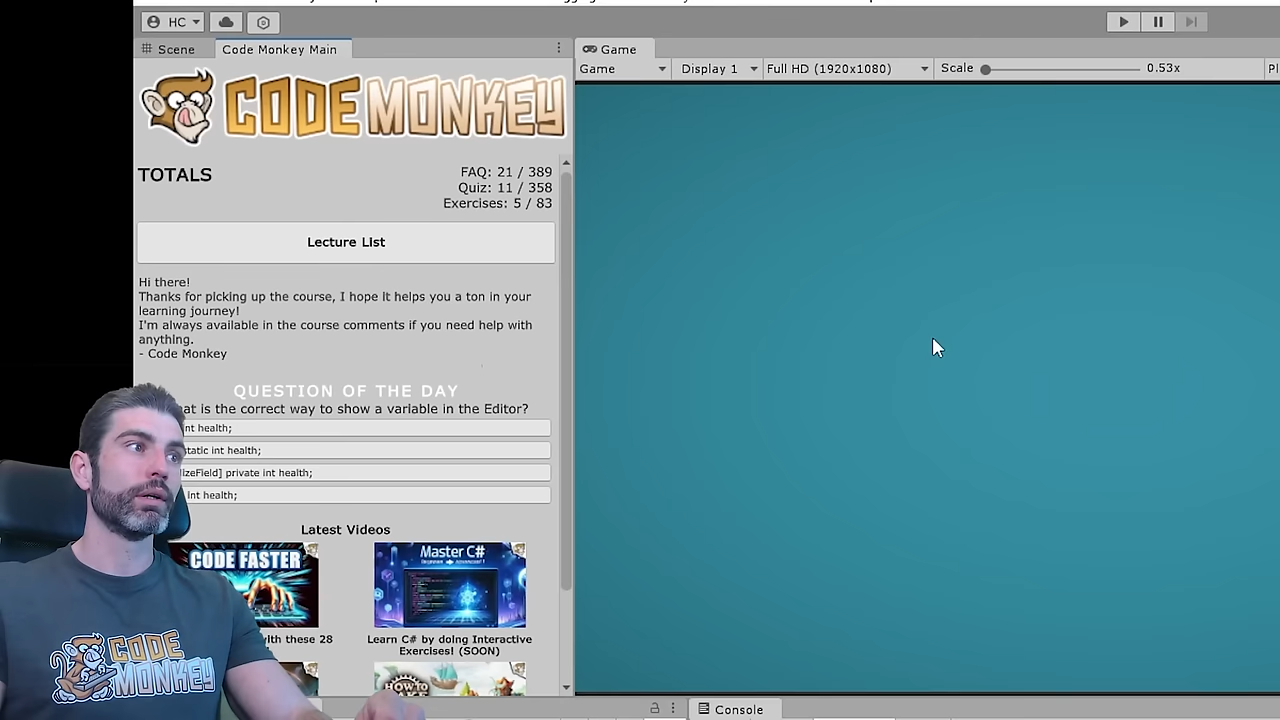 HC
Scene
Code Monkey Main
Game
Game
Display 1
Full HD (1920x1080)
Scale
0.53x
Pl
CODE MONKEY
TOTALS
FAQ: 21 / 389
Quiz: 11 / 358
Exercises: 5 / 83
Lecture List
Hi there!
Thanks for picking up the course, I hope it helps you a ton in your
learning journey!
I'm always available in the course comments if you need help with
anything.
- Code Monkey
QUESTION OF THE DAY
at is the correct way to show a variable in the Editor?
int health;
static int health;
lizeField] private int health;
int health;
Latest Videos
CODE FASTER
Master C#
with these 28
Learn C# by doing Interactive
Exercises! (SOON)
HOW TO
CODE
MONKEY
Console